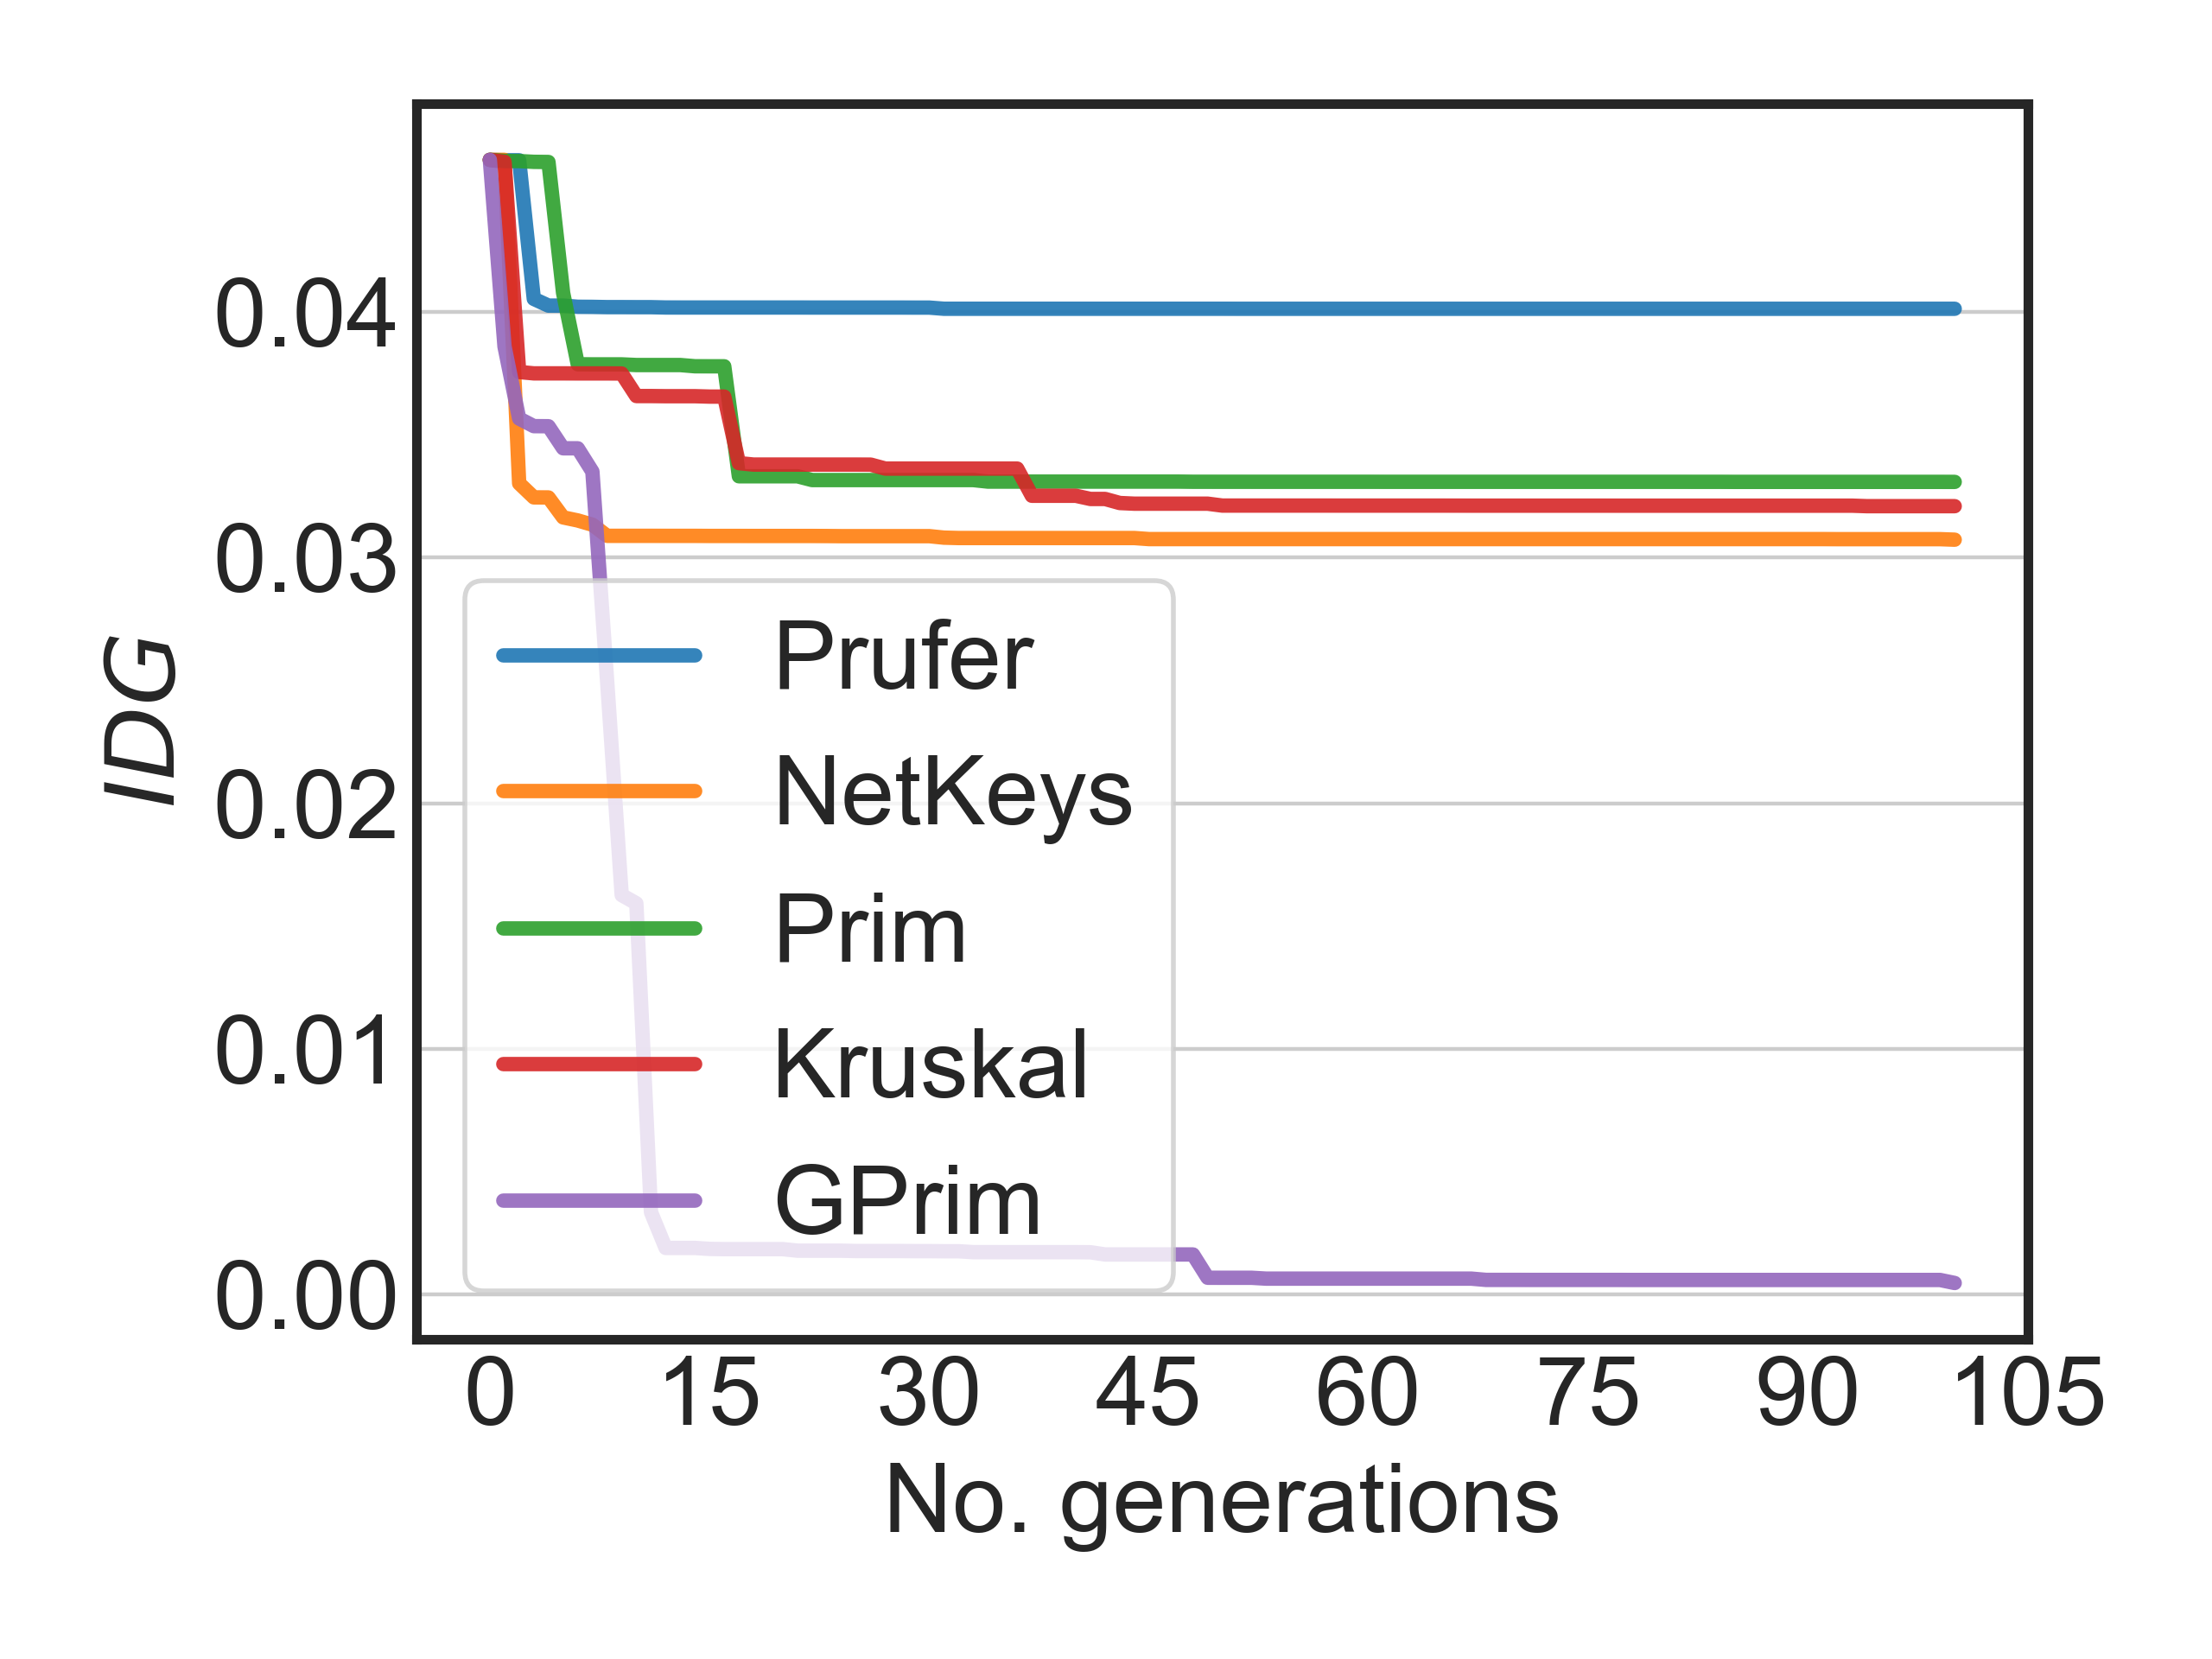 IDG
0.04
0.03
0.02
0.01
0.00
Prufer
NetKeys
Prim
Kruskal
GPrim
0 15 30 45 60 75 90 105
No. generations